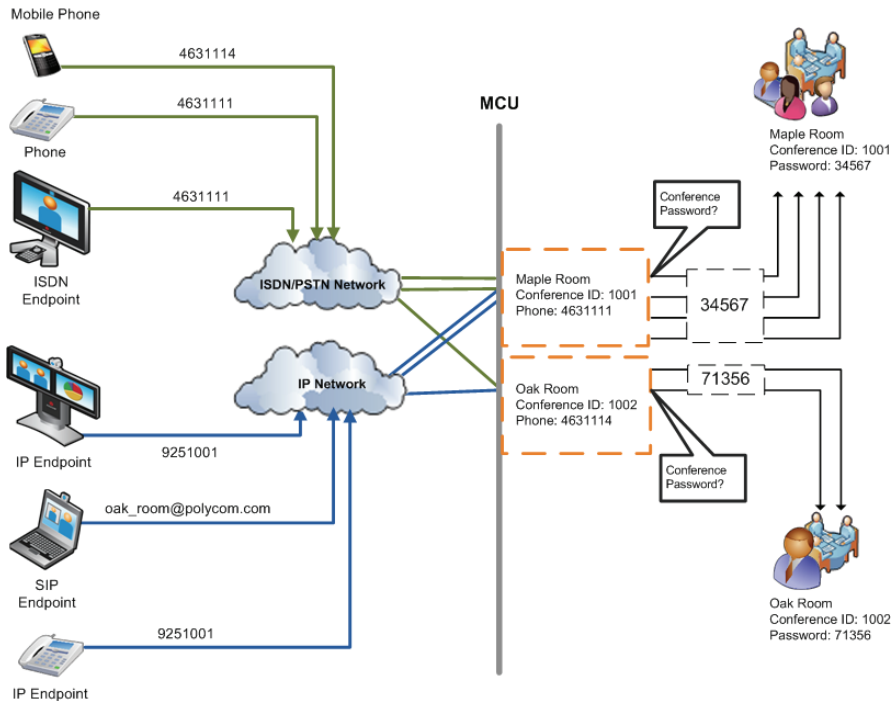 Mobile Phone
4631114
4631111
Phone
4631111
ISDN
Endpoint
ISDN/PSTN Network
IP Network
IP Endpoint
9251001
oak_room@polycom.com
SIP
Endpoint
9251001
IP Endpoint
MCU
Maple Room
Conference ID: 1001
Phone: 4631111
Oak Room
Conference ID: 1002
Phone: 4631114
Conference
Password?
34567
71356
Conference
Password?
Maple Room
Conference ID: 1001
Password: 34567
Oak Room
Conference ID: 1002
Password: 71356